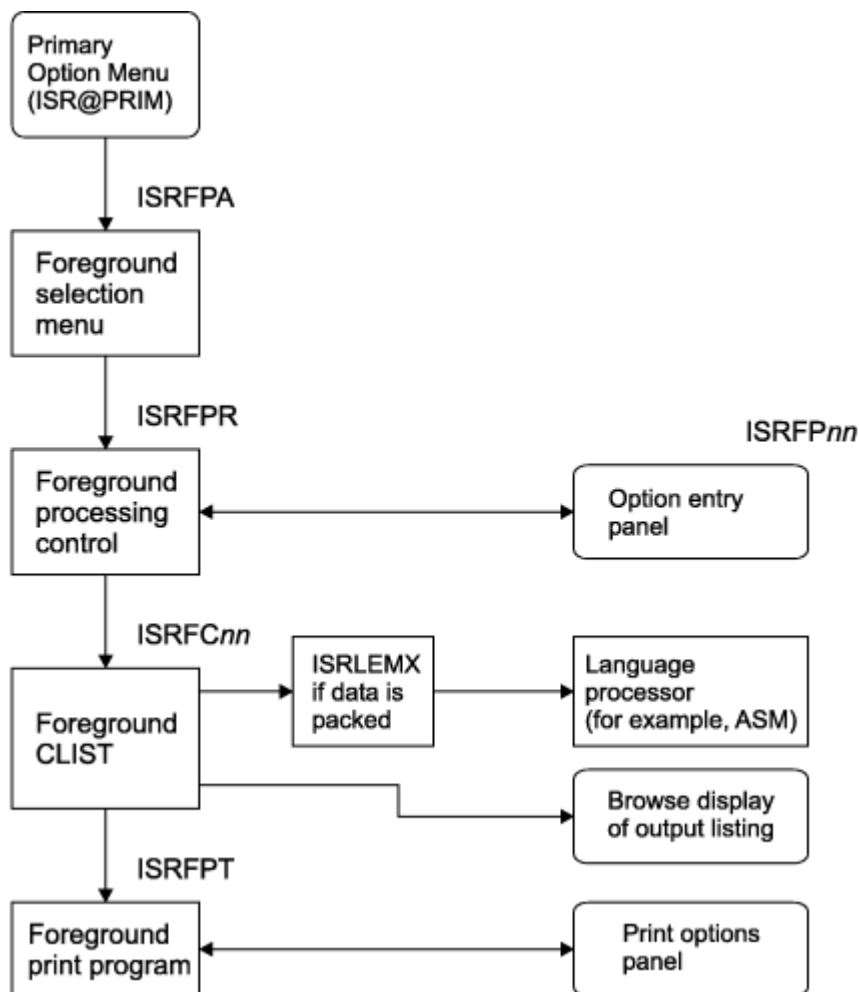 Primary
Option Menu
(ISR@PRIM)
ISRFPA
Foreground
selection
menu
ISRFPR
ISRFPnn
Foreground
processing
control
Option entry
panel
ISRFCnn
Foreground
CLIST
ISRLEMX
if data is
packed
Language
processor
(for example, ASM)
Browse display
of output listing
ISRFPT
Foreground
print program
Print options
panel